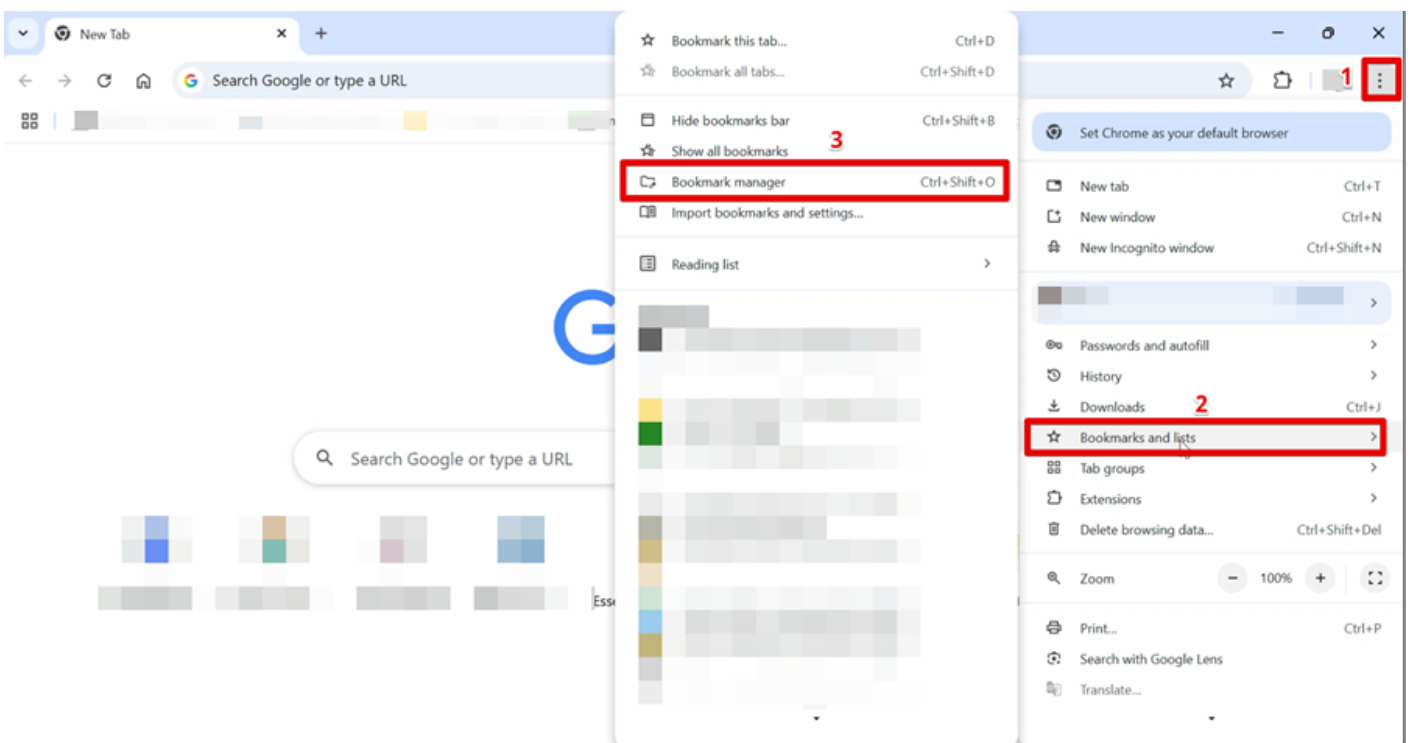 New Tab
Search Google or type a URL
1
Bookmark this tab... Ctrl+D
Bookmark all tabs... Ctrl+Shift+D
Hide bookmarks bar Ctrl+Shift+B
3
Show all bookmarks
Bookmark manager Ctrl+Shift+O
Import bookmarks and settings...
Reading list
Set Chrome as your default browser
New tab Ctrl+T
New window Ctrl+N
New Incognito window Ctrl+Shift+N
Passwords and autofill
History
Downloads Ctrl+J
2
Bookmarks and lists
Tab groups
Extensions
Delete browsing data... Ctrl+Shift+Del
Zoom - 100% +
Print... Ctrl+P
Search with Google Lens
Translate...
G
Search Google or type a URL